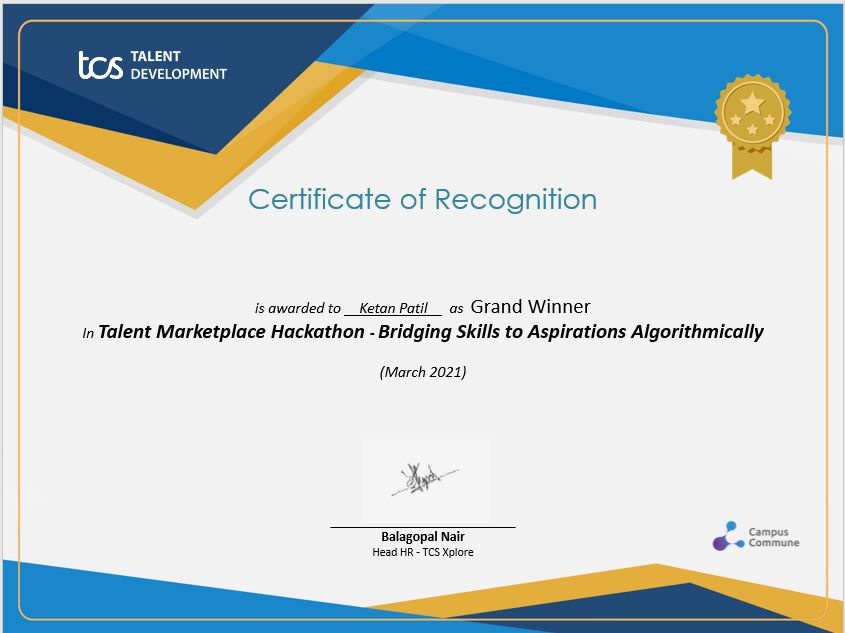 tcs TALENT
DEVELOPMENT
Certificate of Recognition
is awarded to Ketan Patil as Grand Winner
In Talent Marketplace Hackathon - Bridging Skills to Aspirations Algorithmically
(March 2021)
Balagopal Nair
Head HR - TCS Xplore
Campus
Commune